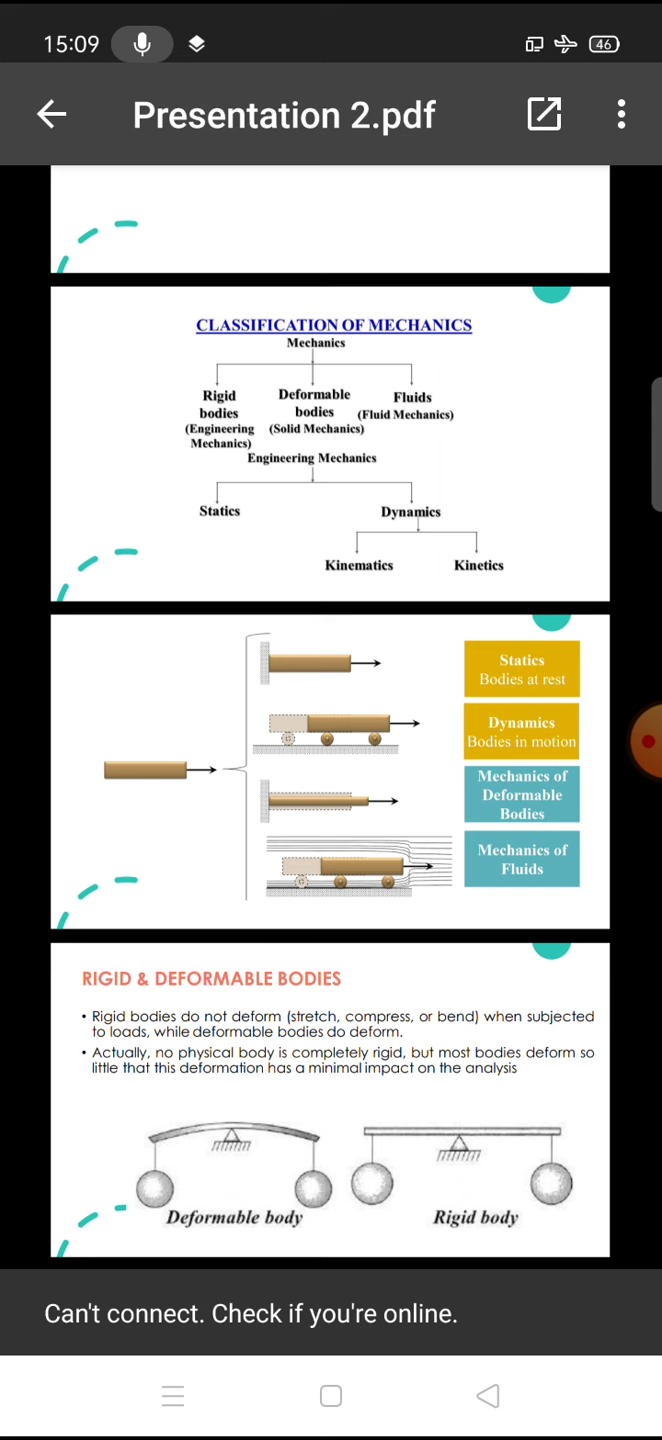 15:09
46
Presentation 2.pdf
CLASSIFICATION OF MECHANICS
Mechanics
Rigid
bodies
(Engineering
Mechanics)
Deformable
bodies
(Solid Mechanics)
Fluids
(Fluid Mechanics)
Engineering Mechanics
Statics
Dynamics
Kinematics
Kinetics
Statics
Bodies at rest
Dynamics
Bodies in motion
Mechanics of
Deformable
Bodies
Mechanics of
Fluids
RIGID & DEFORMABLE BODIES
• Rigid bodies do not deform (stretch, compress, or bend) when subjected
to loads, while deformable bodies do deform.
• Actually, no physical body is completely rigid, but most bodies deform so
little that this deformation has a minimal impact on the analysis
Deformable body
Rigid body
Can't connect. Check if you're online.